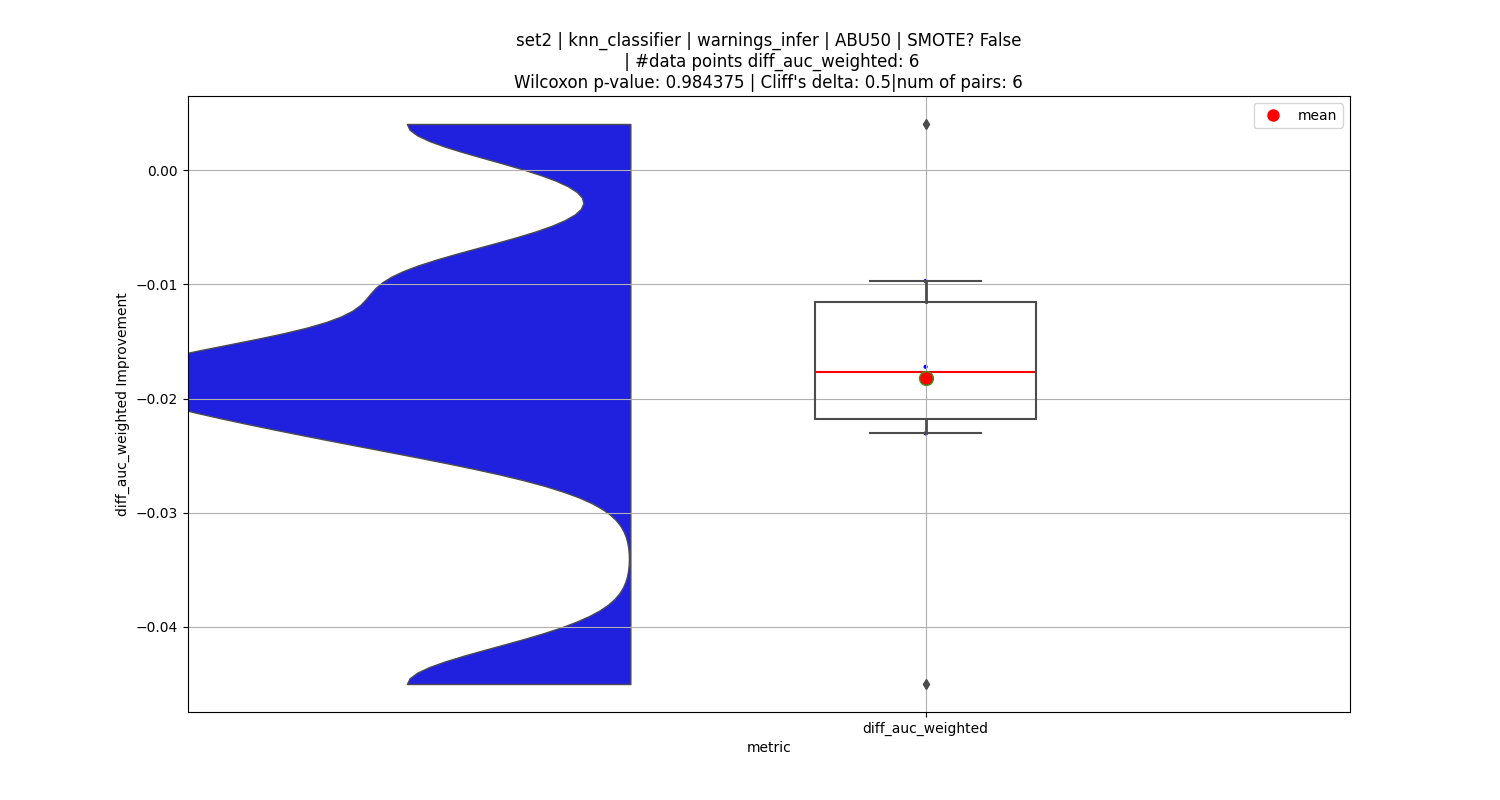 set2 | knn_classifier | warnings_infer | ABU50 | SMOTE? False
| #data points diff_auc_weighted: 6
Wilcoxon p-value: 0.984375 | Cliff's delta: 0.5|num of pairs: 6
mean
0.00
−0.01
−0.02
−0.03
−0.04
diff_auc_weighted Improvement
diff_auc_weighted
metric